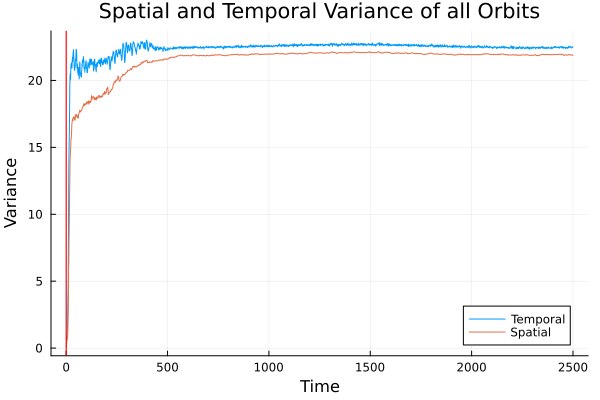 Spatial and Temporal Variance of all Orbits
Variance
20
15
10
5
0
0 500 1000 1500 2000 2500
Time
Temporal
Spatial